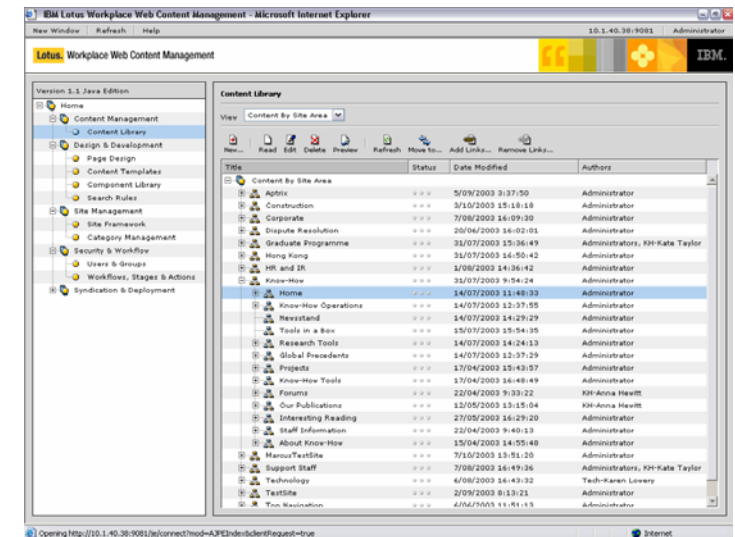 IBM Lotus Workplace Web Content Management - Microsoft Internet Explorer
New Window Refresh Help 10.1.40.38:9081 Administrator
Lotus. Workplace Web Content Management IBM.
Version 1.1 Java Edition
Home
Content Management
Content Library
Design & Development
Page Design
Content Templates
Component Library
Search Rules
Site Management
Site Framework
Category Management
Security & Workflow
Users & Groups
Workflows, Stages & Actions
Syndication & Deployment
Content Library
View Content By Site Area
New... Read Edit Delete Preview Refresh Move to... Add Links... Remove Links...
Title Status Date Modified Authors
Content By Site Area
Aptrix 5/09/2003 3:37:50 Administrator
Construction 3/10/2003 15:18:18 Administrator
Corporate 7/08/2003 16:09:30 Administrator
Dispute Resolution 20/06/2003 16:02:01 Administrator
Graduate Programme 31/07/2003 15:36:49 Administrators, KH-Kate Taylor
Hong Kong 31/07/2003 16:50:42 Administrator
HR and IR 1/08/2003 14:36:42 Administrator
Know-How 31/07/2003 9:54:24 Administrator
Home 14/07/2003 11:48:33 Administrator
Know-How Operations 14/07/2003 12:37:55 Administrator
Newsstand 14/07/2003 14:29:29 Administrator
Tools in a Box 15/07/2003 15:54:35 Administrator
Research Tools 14/07/2003 14:24:13 Administrator
Global Precedents 14/07/2003 12:37:29 Administrator
Projects 17/04/2003 15:43:57 Administrator
Know-How Tools 17/04/2003 16:48:49 Administrator
Forums 22/04/2003 9:33:22 KH-Anna Hewitt
Our Publications 12/05/2003 13:15:04 KH-Anna Hewitt
Interesting Reading 27/05/2003 16:29:20 Administrator
Staff Information 22/04/2003 9:40:13 Administrator
About Know-How 15/04/2003 14:55:48 Administrator
MarcusTestSite 7/10/2003 13:51:20 Administrator
Support Staff 7/08/2003 16:49:36 Administrators, KH-Kate Taylor
Technology 6/08/2003 16:43:32 Tech-Karen Lowery
TestSite 2/09/2003 8:13:21 Administrator
Top Navigation 4/06/2003 11:51:13 Administrator
Opening http://10.1.40.38:9081/je/connect?mod=AJPEIndex&clientRequest=true Internet